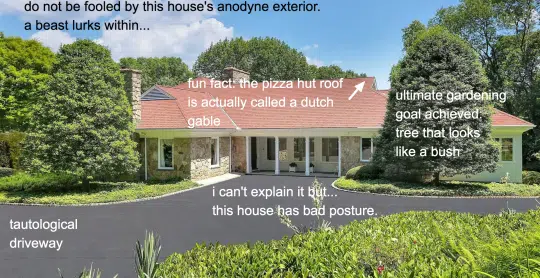 do not be fooled by this house's anodyne exterior.
a beast lurks within...
fun fact: the pizza hut roof
is actually called a dutch
gable
ultimate gardening
goal achieved:
tree that looks
like a bush
i can't explain it but...
this house has bad posture.
tautological
driveway